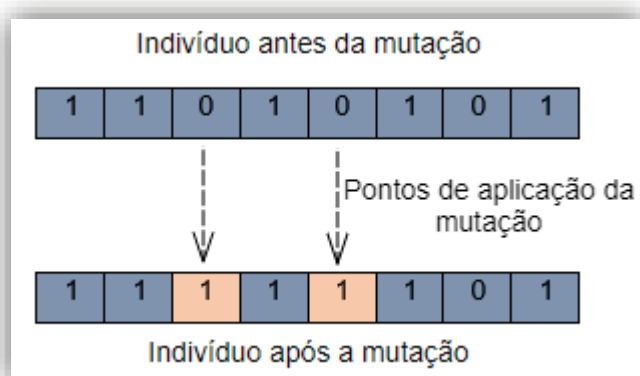 Indivíduo antes da mutação
1 1 0 1 0 1 0 1
Pontos de aplicação da
mutação
1 1 1 1 1 1 0 1
Indivíduo após a mutação